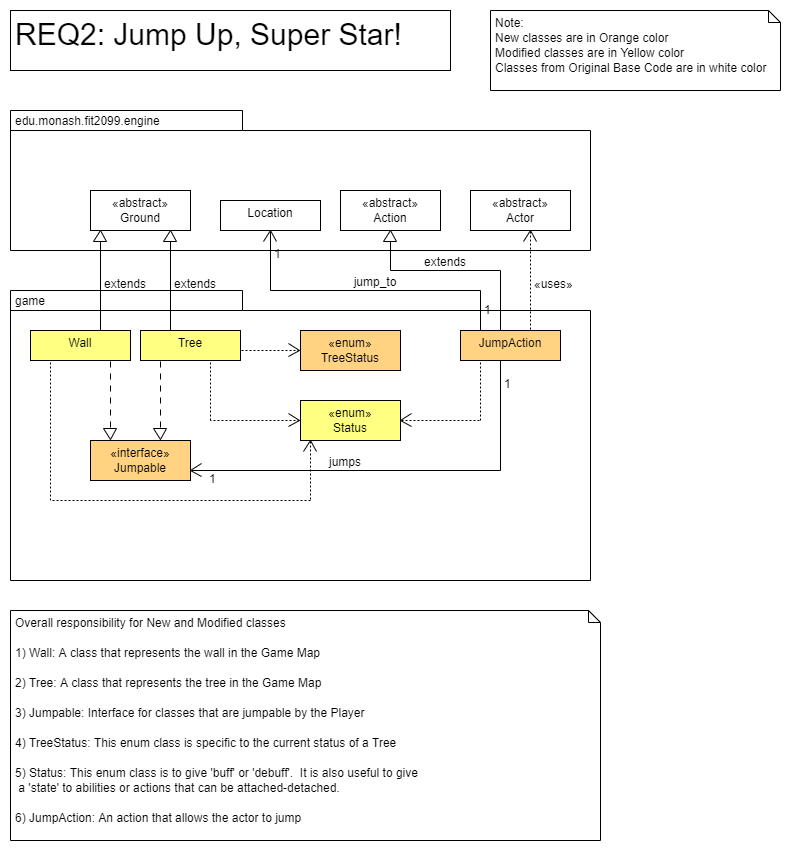 REQ2: Jump Up, Super Star!
Note:
New classes are in Orange color
Modified classes are in Yellow color
Classes from Original Base Code are in white color
edu.monash.fit2099.engine
«abstract»
Ground
Location
«abstract»
Action
«abstract»
Actor
1
extends
extends
extends
jump_to
«uses»
game
1
Wall
Tree
«enum»
TreeStatus
JumpAction
1
«enum»
Status
«interface»
Jumpable
jumps
1
Overall responsibility for New and Modified classes
1) Wall: A class that represents the wall in the Game Map
2) Tree: A class that represents the tree in the Game Map
3) Jumpable: Interface for classes that are jumpable by the Player
4) TreeStatus: This enum class is specific to the current status of a Tree
5) Status: This enum class is to give 'buff' or 'debuff'. It is also useful to give
a 'state' to abilities or actions that can be attached-detached.
6) JumpAction: An action that allows the actor to jump